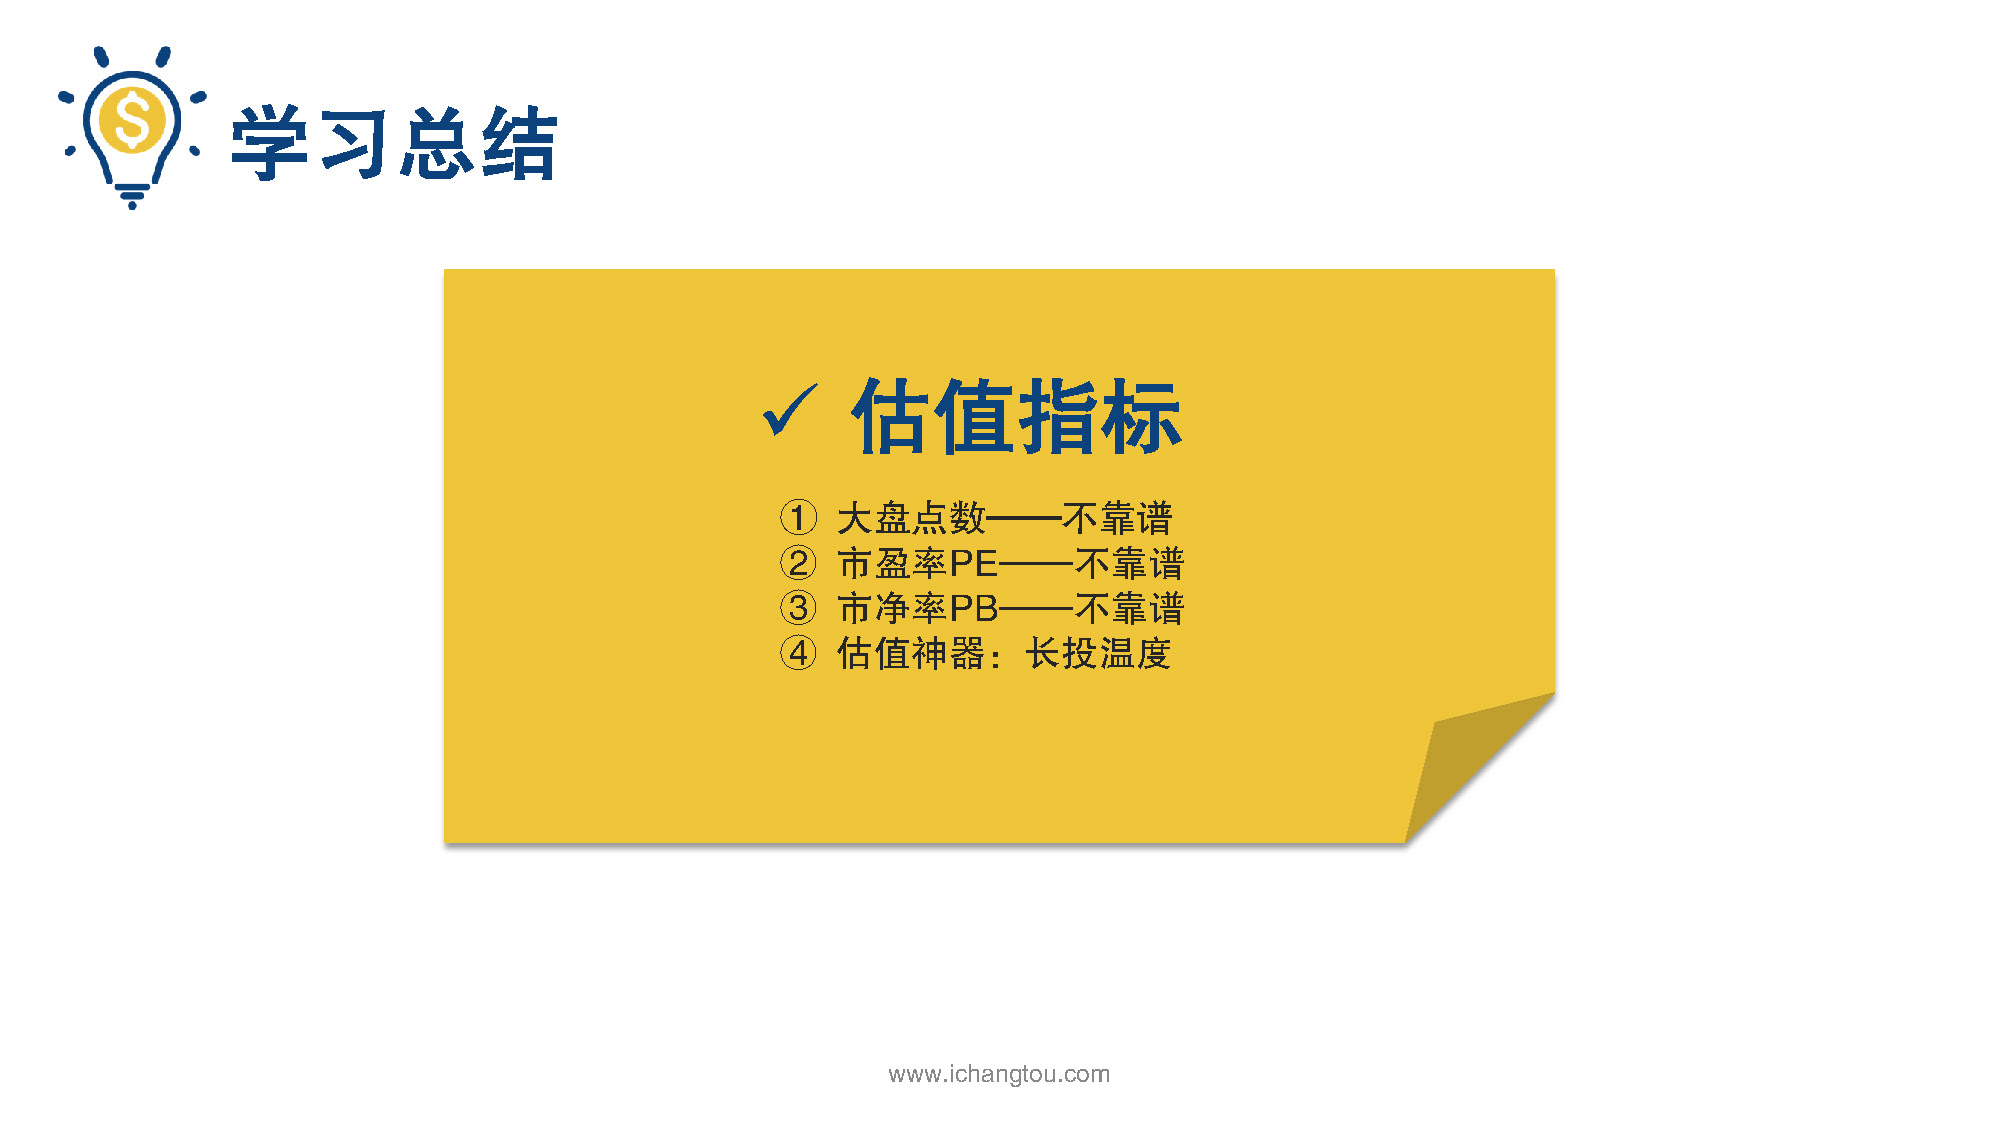 学习总结
✓ 估值指标
① 大盘点数——不靠谱
② 市盈率PE——不靠谱
③ 市净率PB——不靠谱
④ 估值神器：长投温度
www.ichangtou.com